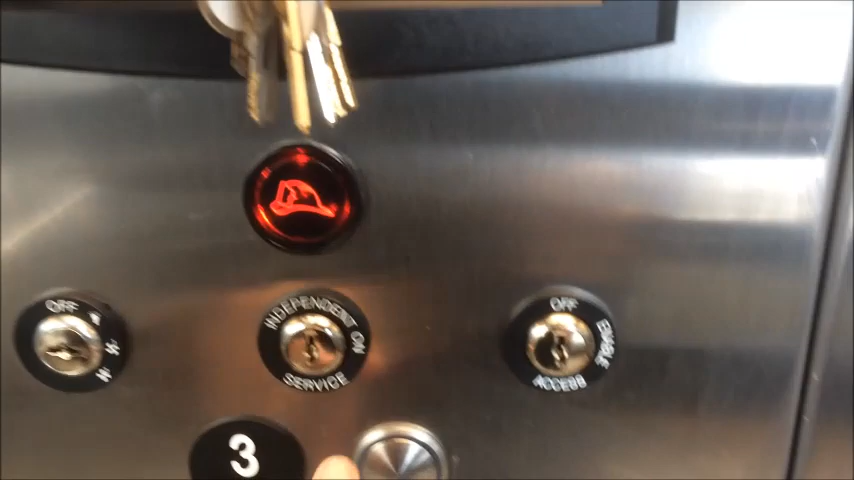 OFF
INDEPENDENT ON
SERVICE
OFF
ENABLE
ACCESS
3